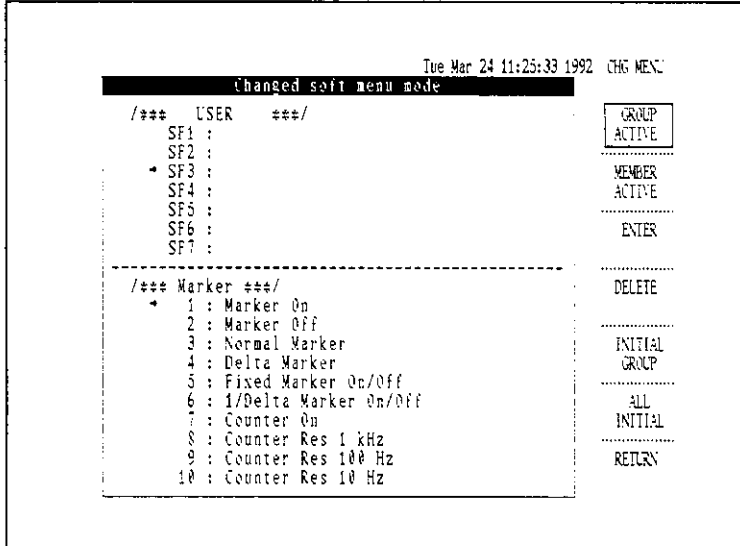 Tue Mar 24 11:25:33 1992 CHG MENU
Changed soft menu mode
/*** USER ***/
SF1 :
SF2 :
SF3 :
SF4 :
SF5 :
SF6 :
SF7 :
/*** Marker ***/
1 : Marker On
2 : Marker Off
3 : Normal Marker
4 : Delta Marker
5 : Fixed Marker On/Off
6 : 1/Delta Marker On/Off
7 : Counter On
8 : Counter Res 1 kHz
9 : Counter Res 100 Hz
10 : Counter Res 10 Hz
GROUP
ACTIVE
MEMBER
ACTIVE
ENTER
DELETE
INITIAL
GROUP
ALL
INITIAL
RETURN